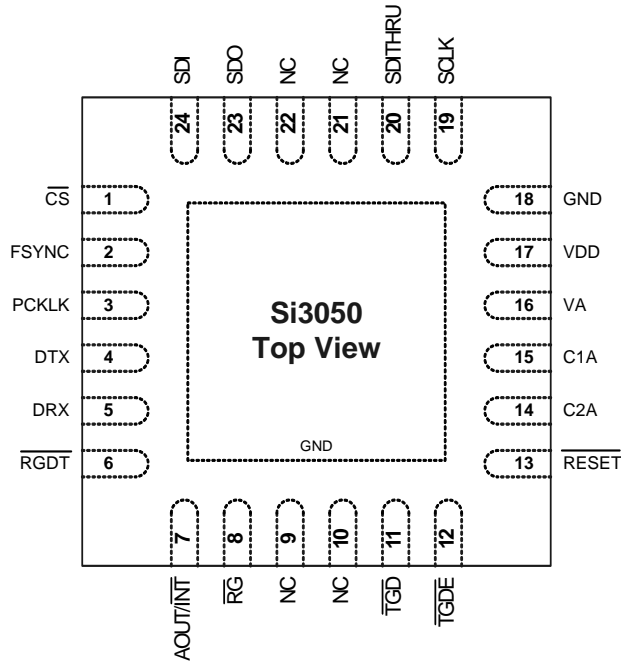 SDI
SDO
NC
NC
SDITHRU
SCLK
24
23
22
21
20
19
CS
1
18
GND
FSYNC
2
17
VDD
PCKLK
3
16
VA
DTX
4
15
C1A
DRX
5
14
C2A
RGDT
6
13
RESET
Si3050
Top View
GND
7
8
9
10
11
12
AOUT/INT
RG
NC
NC
TGD
TGDE